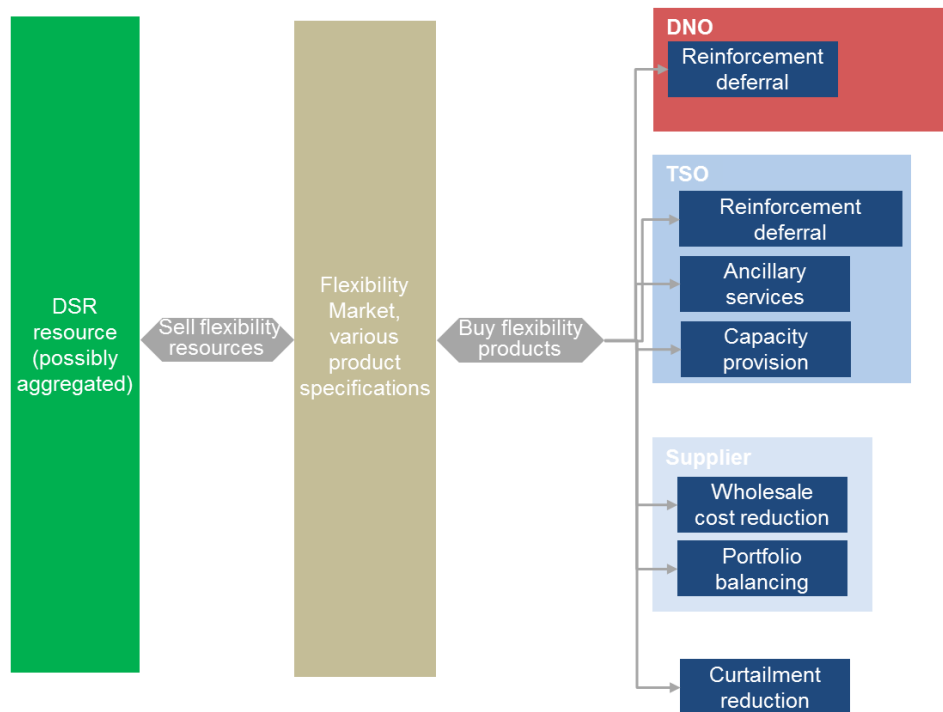 DSR
resource
(possibly
aggregated)
Sell flexibility
resources
Flexibility
Market,
various
product
specifications
Buy flexibility
products
DNO
Reinforcement
deferral
TSO
Reinforcement
deferral
Ancillary
services
Capacity
provision
Supplier
Wholesale
cost reduction
Portfolio
balancing
Curtailment
reduction